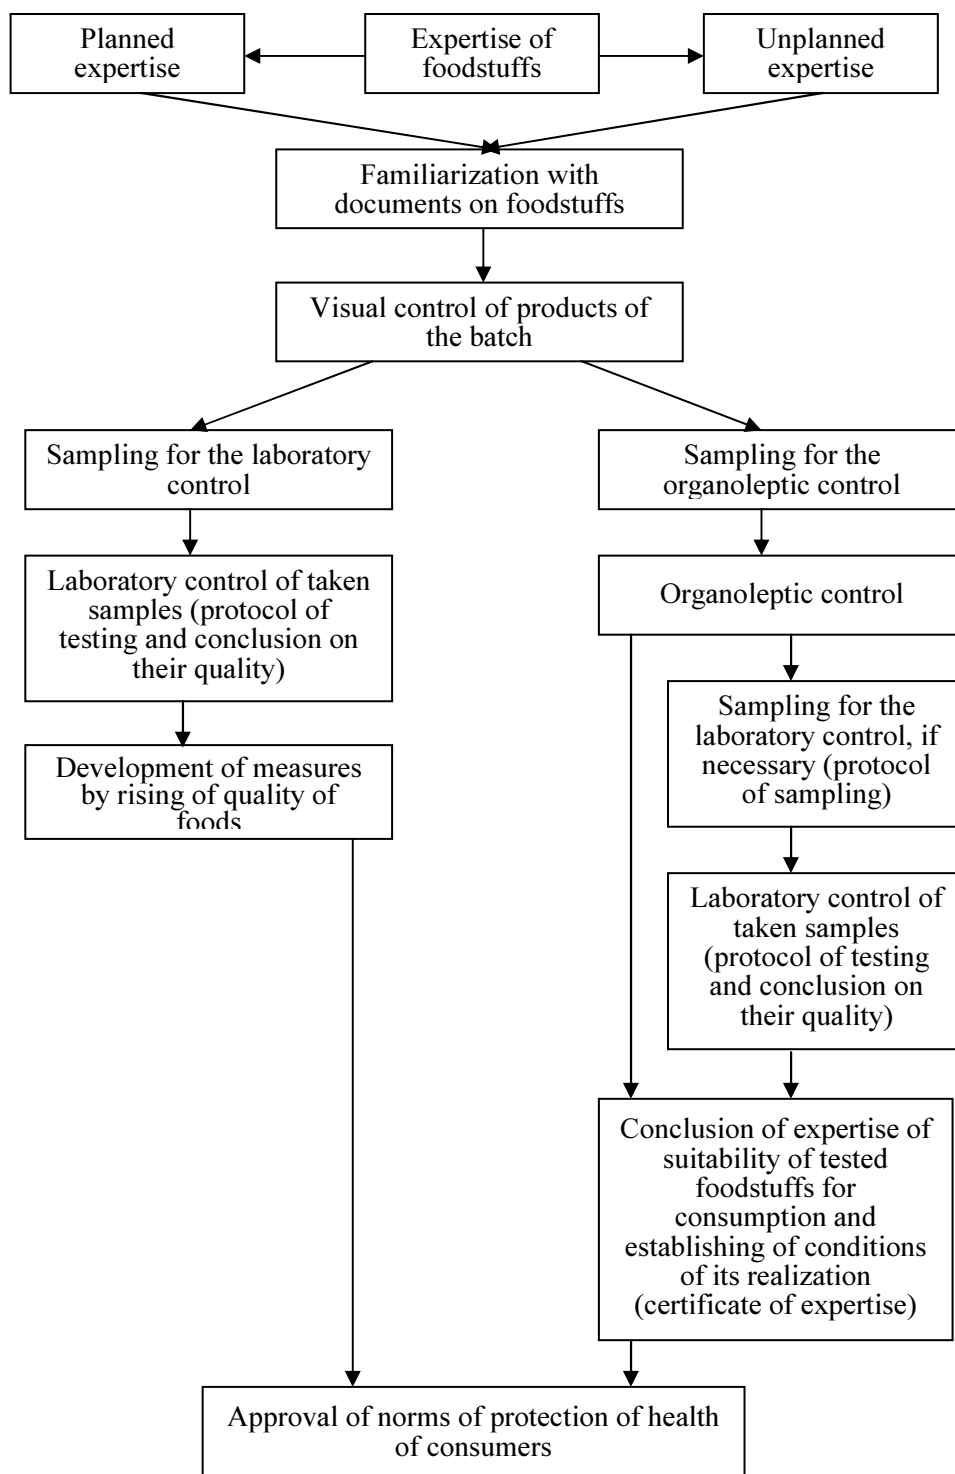 Planned
expertise
Expertise of
foodstuffs
Unplanned
expertise
Familiarization with
documents on foodstuffs
Visual control of products of
the batch
Sampling for the laboratory
control
Sampling for the
organoleptic control
Laboratory control of taken
samples (protocol of
testing and conclusion on
their quality)
Organoleptic control
Sampling for the
laboratory control, if
necessary (protocol
of sampling)
Development of measures
by rising of quality of
foods
Laboratory control of
taken samples
(protocol of testing
and conclusion on
their quality)
Conclusion of expertise of
suitability of tested
foodstuffs for
consumption and
establishing of conditions
of its realization
(certificate of expertise)
Approval of norms of protection of health
of consumers